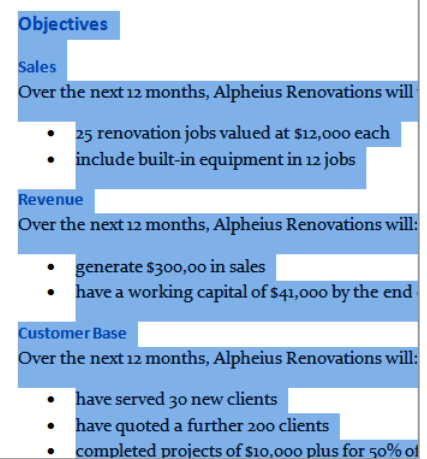 Objectives
Sales
Over the next 12 months, Alpheius Renovations will
• 25 renovation jobs valued at $12,000 each
• include built-in equipment in 12 jobs
Revenue
Over the next 12 months, Alpheius Renovations will:
• generate $300,00 in sales
• have a working capital of $41,000 by the end
Customer Base
Over the next 12 months, Alpheius Renovations will:
• have served 30 new clients
• have quoted a further 200 clients
• completed projects of $10,000 plus for 50% of